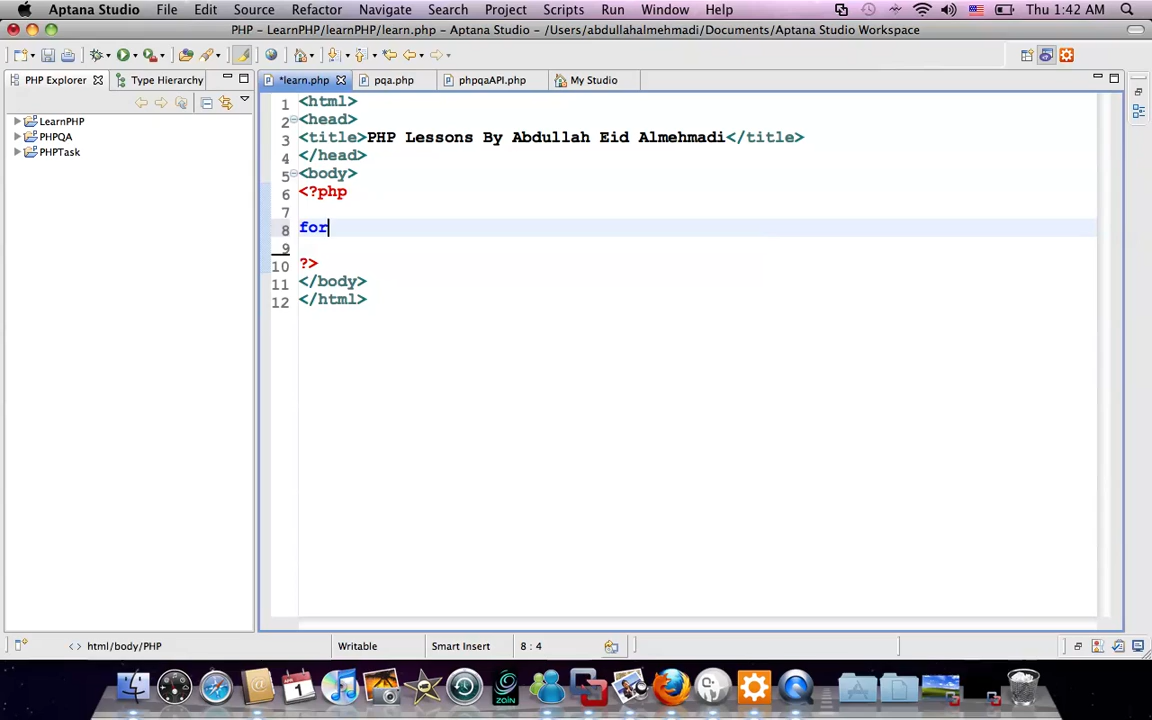 Aptana Studio File Edit Source Refactor Navigate Search Project Scripts Run Window Help Thu 1:42 AM
PHP - LearnPHP/learnPHP/learn.php - Aptana Studio - /Users/abdullahalmehmadi/Documents/Aptana Studio Workspace
PHP Explorer Type Hierarchy *learn.php pqa.php phpqaAPI.php My Studio
LearnPHP
PHPQA
PHPTask
1 <html>
2 <head>
3 <title>PHP Lessons By Abdullah Eid Almehmadi</title>
4 </head>
5 <body>
6 <?php
7
8 for
9
10 ?>
11 </body>
12 </html>
<> html/body/PHP Writable Smart Insert 8 : 4
APR 1 zain